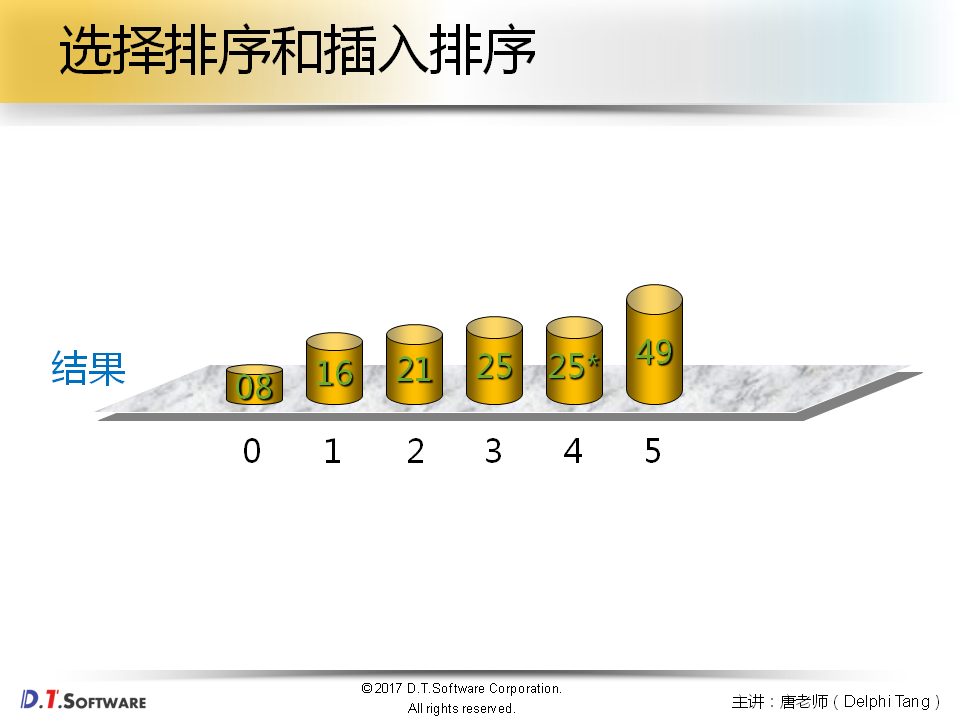 选择排序和插入排序
结果
08 16 21 25 25* 49
0 1 2 3 4 5
D.T.SOFTWARE
©2017 D.T.Software Corporation.
All rights reserved.
主讲：唐老师（Delphi Tang）